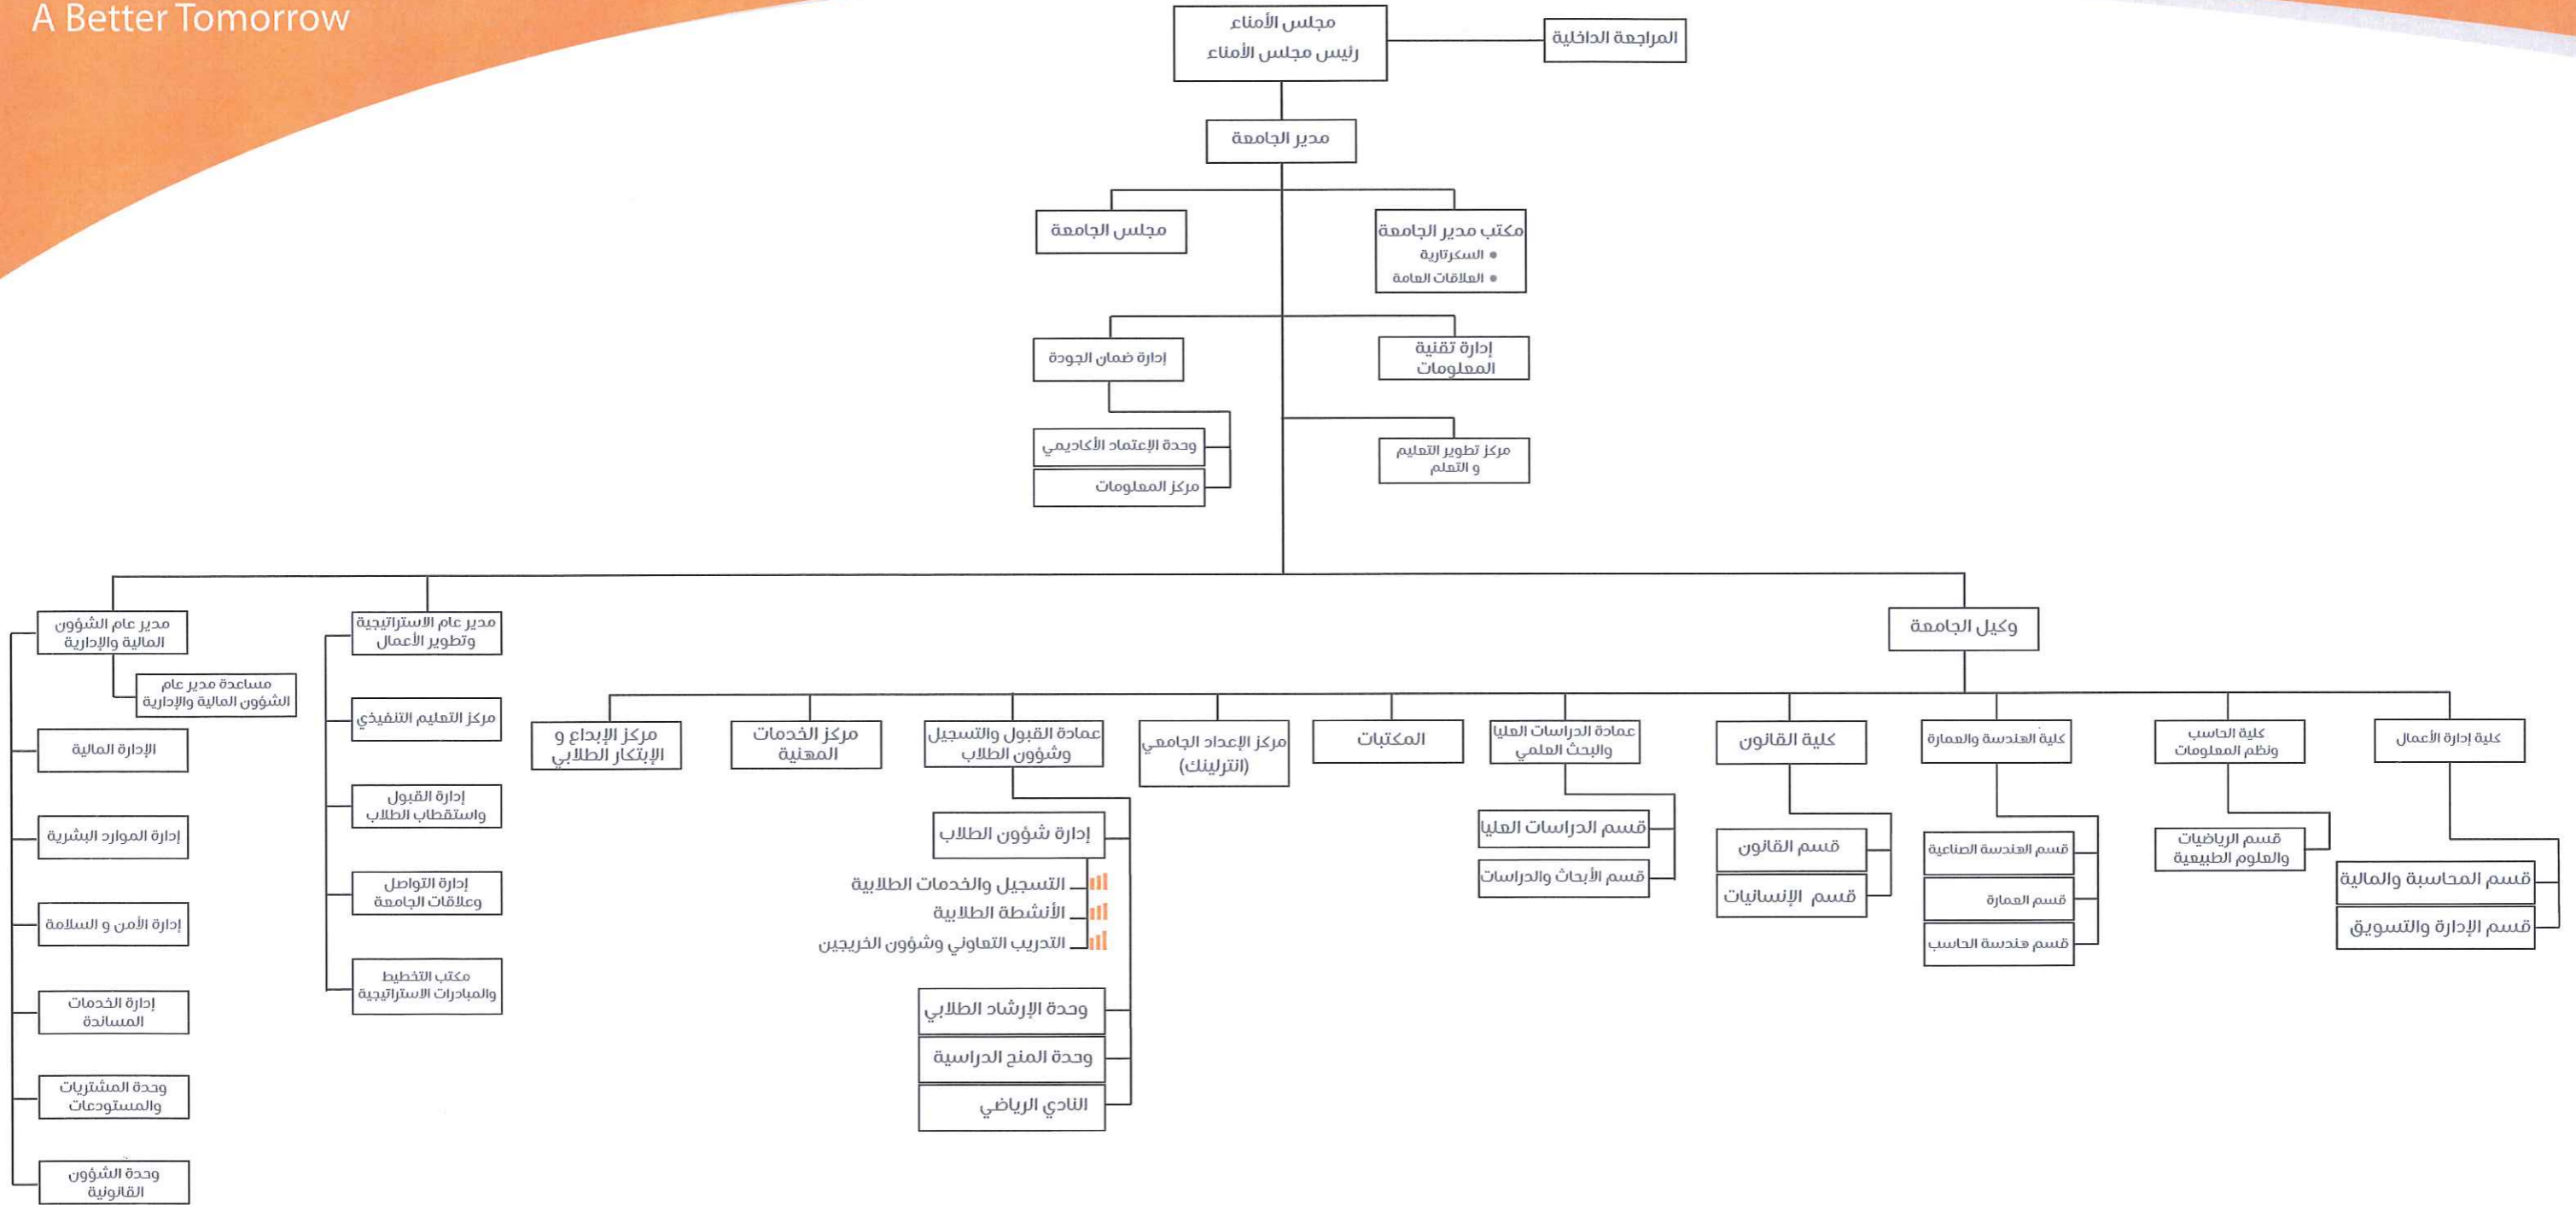 A Better Tomorrow
مجلس الأمناء
رئيس مجلس الأمناء
المراجعة الداخلية
مدير الجامعة
مكتب مدير الجامعة
• السكرتارية
• العلاقات العامة
مجلس الجامعة
إدارة تقنية
المعلومات
إدارة ضمان الجودة
مركز تطوير التعليم
و التعلم
وحدة الإعتماد الأكاديمي
مركز المعلومات
وكيل الجامعة
كلية إدارة الأعمال
قسم المحاسبة والمالية
قسم الإدارة والتسويق
كلية الحاسب
ونظم المعلومات
قسم الرياضيات
والعلوم الطبيعية
كلية الهندسة والعمارة
قسم الهندسة الصناعية
قسم العمارة
قسم هندسة الحاسب
كلية القانون
قسم القانون
قسم الإنسانيات
عمادة الدراسات العليا
والبحث العلمي
قسم الدراسات العليا
قسم الأبحاث والدراسات
المكتبات
مركز الإعداد الجامعي
(انترلينك)
عمادة القبول والتسجيل
وشؤون الطلاب
إدارة شؤون الطلاب
التسجيل والخدمات الطلابية
الأنشطة الطلابية
التدريب التعاوني وشؤون الخريجين
وحدة الإرشاد الطلابي
وحدة المنح الدراسية
النادي الرياضي
مركز الخدمات
المهنية
مركز الإبداع و
الإبتكار الطلابي
مدير عام الاستراتيجية
وتطوير الأعمال
مركز التعليم التنفيذي
إدارة القبول
واستقطاب الطلاب
إدارة التواصل
وعلاقات الجامعة
مكتب التخطيط
والمبادرات الاستراتيجية
مدير عام الشؤون
المالية والإدارية
مساعدة مدير عام
الشؤون المالية والإدارية
الإدارة المالية
إدارة الموارد البشرية
إدارة الأمن و السلامة
إدارة الخدمات
المساندة
وحدة المشتريات
والمستودعات
وحدة الشؤون
القانونية